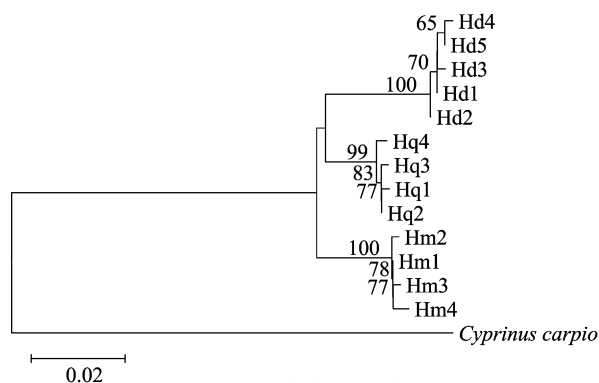 65 Hd4
Hd5
70 Hd3
100 Hd1
Hd2
99 Hq4
83 Hq3
77 Hq1
Hq2
100 Hm2
78 Hm1
77 Hm3
Hm4
Cyprinus carpio
0.02